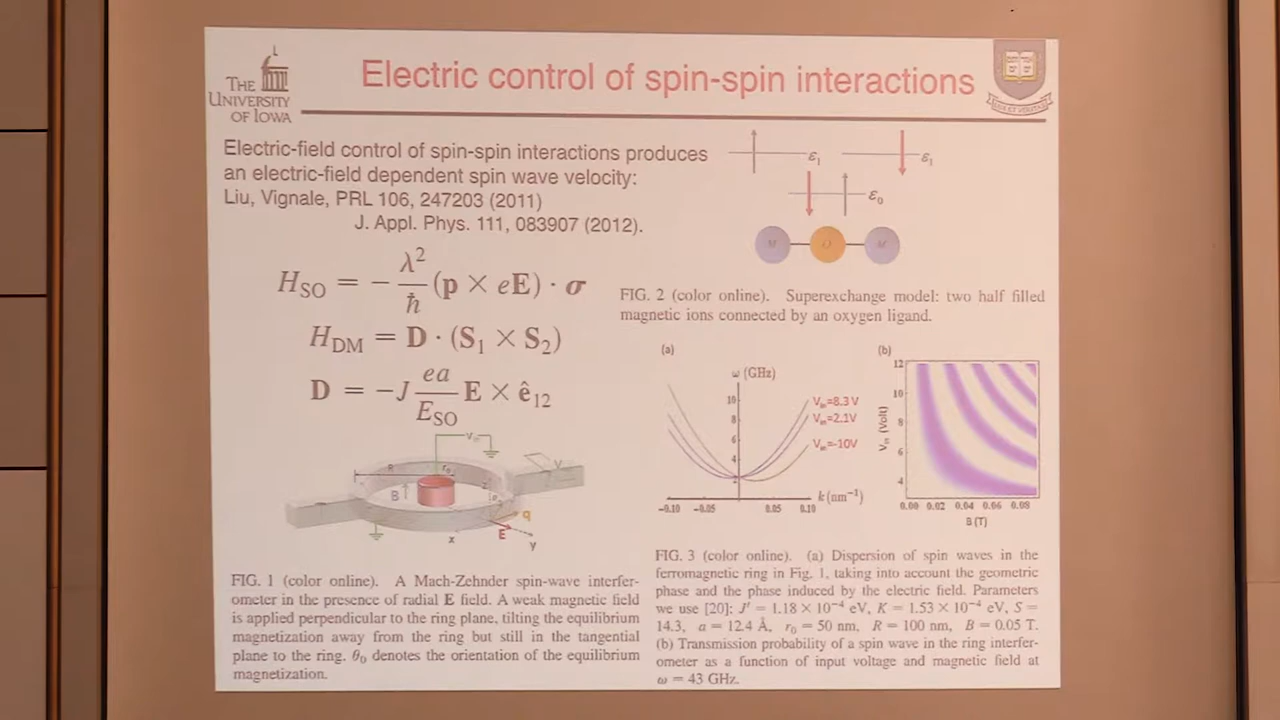 THE
UNIVERSITY
OF IOWA
Electric control of spin-spin interactions
Electric-field control of spin-spin interactions produces
an electric-field dependent spin wave velocity:
Liu, Vignale, PRL 106, 247203 (2011)
J. Appl. Phys. 111, 083907 (2012).
H_SO = − λ²/ħ (p × eE) · σ
H_DM = D · (S₁ × S₂)
D = −J ea/E_SO E × ê₁₂
ε₁ ε₁
ε₀
M O M
FIG. 2 (color online). Superexchange model: two half filled
magnetic ions connected by an oxygen ligand.
(a)
ω (GHz)
10
8
6
4
V_in=8.3 V
V_in=2.1V
V_in=-10V
k (nm⁻¹)
-0.10 -0.05 0.05 0.10
(b)
12
10
8
6
4
V_in (Volt)
0.00 0.02 0.04 0.06 0.08
B (T)
R
B
E
q
x
y
FIG. 1 (color online). A Mach-Zehnder spin-wave interfer-
ometer in the presence of radial E field. A weak magnetic field
is applied perpendicular to the ring plane, tilting the equilibrium
magnetization away from the ring but still in the tangential
plane to the ring. θ₀ denotes the orientation of the equilibrium
magnetization.
FIG. 3 (color online). (a) Dispersion of spin waves in the
ferromagnetic ring in Fig. 1, taking into account the geometric
phase and the phase induced by the electric field. Parameters
we use [20]: J′ = 1.18 × 10⁻⁴ eV, K = 1.53 × 10⁻⁴ eV, S =
14.3, a = 12.4 Å, r₀ = 50 nm, R = 100 nm, B = 0.05 T.
(b) Transmission probability of a spin wave in the ring interfer-
ometer as a function of input voltage and magnetic field at
ω = 43 GHz.